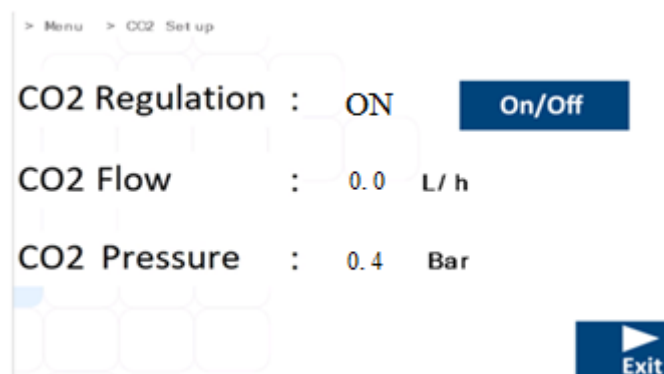 > Menu > CO2 Set up
CO2 Regulation : ON On/Off
CO2 Flow : 0.0 L/h
CO2 Pressure : 0.4 Bar
Exit